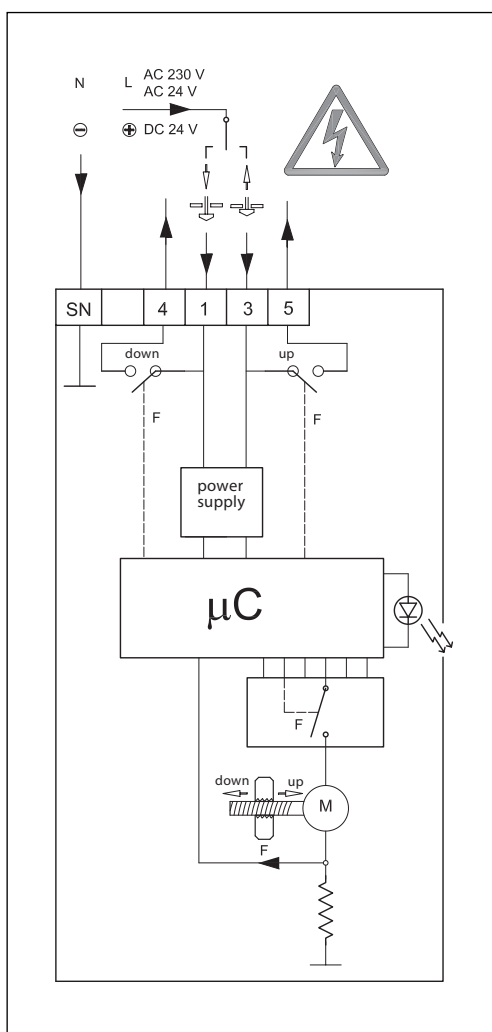 N L AC 230 V
AC 24 V
⊖ ⊕ DC 24 V
SN 4 1 3 5
down up
F F
power
supply
µC
F
down up
M
F